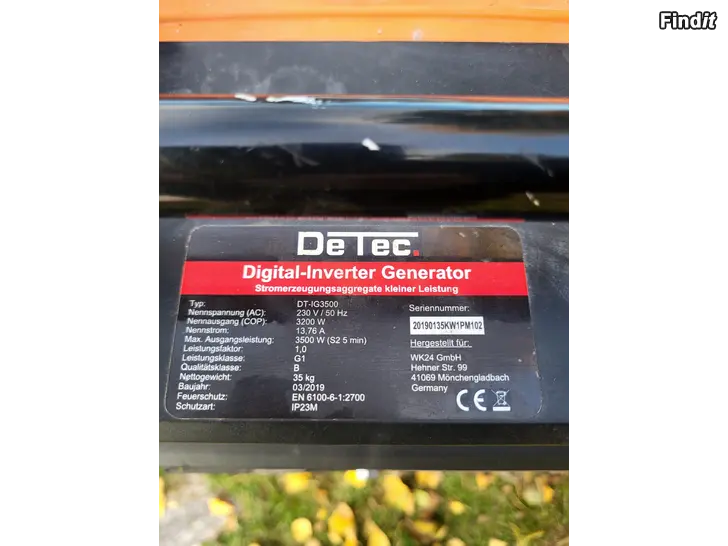 Findit
DeTec.
Digital-Inverter Generator
Stromerzeugungsaggregate kleiner Leistung
Typ: DT-IG3500
Nennspannung (AC): 230 V / 50 Hz
Nennausgang (COP): 3200 W
Nennstrom: 13,76 A
Max. Ausgangsleistung: 3500 W (S2 5 min)
Leistungsfaktor: 1,0
Leistungsklasse: G1
Qualitätsklasse: B
Nettogewicht: 35 kg
Baujahr: 03/2019
Feuerschutz: EN 6100-6-1:2700
Schutzart: IP23M
Seriennummer:
20190135KW1PM102
Hergestellt für:
WK24 GmbH
Hehner Str. 99
41069 Mönchengladbach
Germany
CE